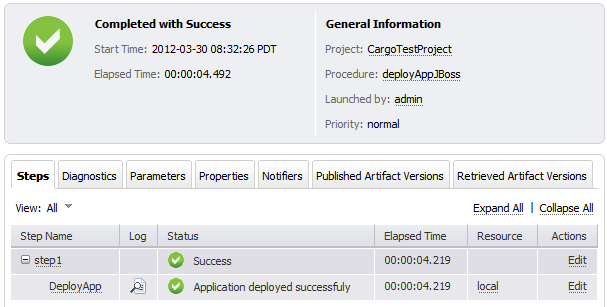 Completed with Success
Start Time: 2012-03-30 08:32:26 PDT
Elapsed Time: 00:00:04.492
General Information
Project: CargoTestProject
Procedure: deployAppJBoss
Launched by: admin
Priority: normal
Steps Diagnostics Parameters Properties Notifiers Published Artifact Versions Retrieved Artifact Versions
View: All Expand All | Collapse All
Step Name Log Status Elapsed Time Resource Actions
step1 Success 00:00:04.219 Edit
DeployApp Application deployed successfuly 00:00:04.219 local Edit